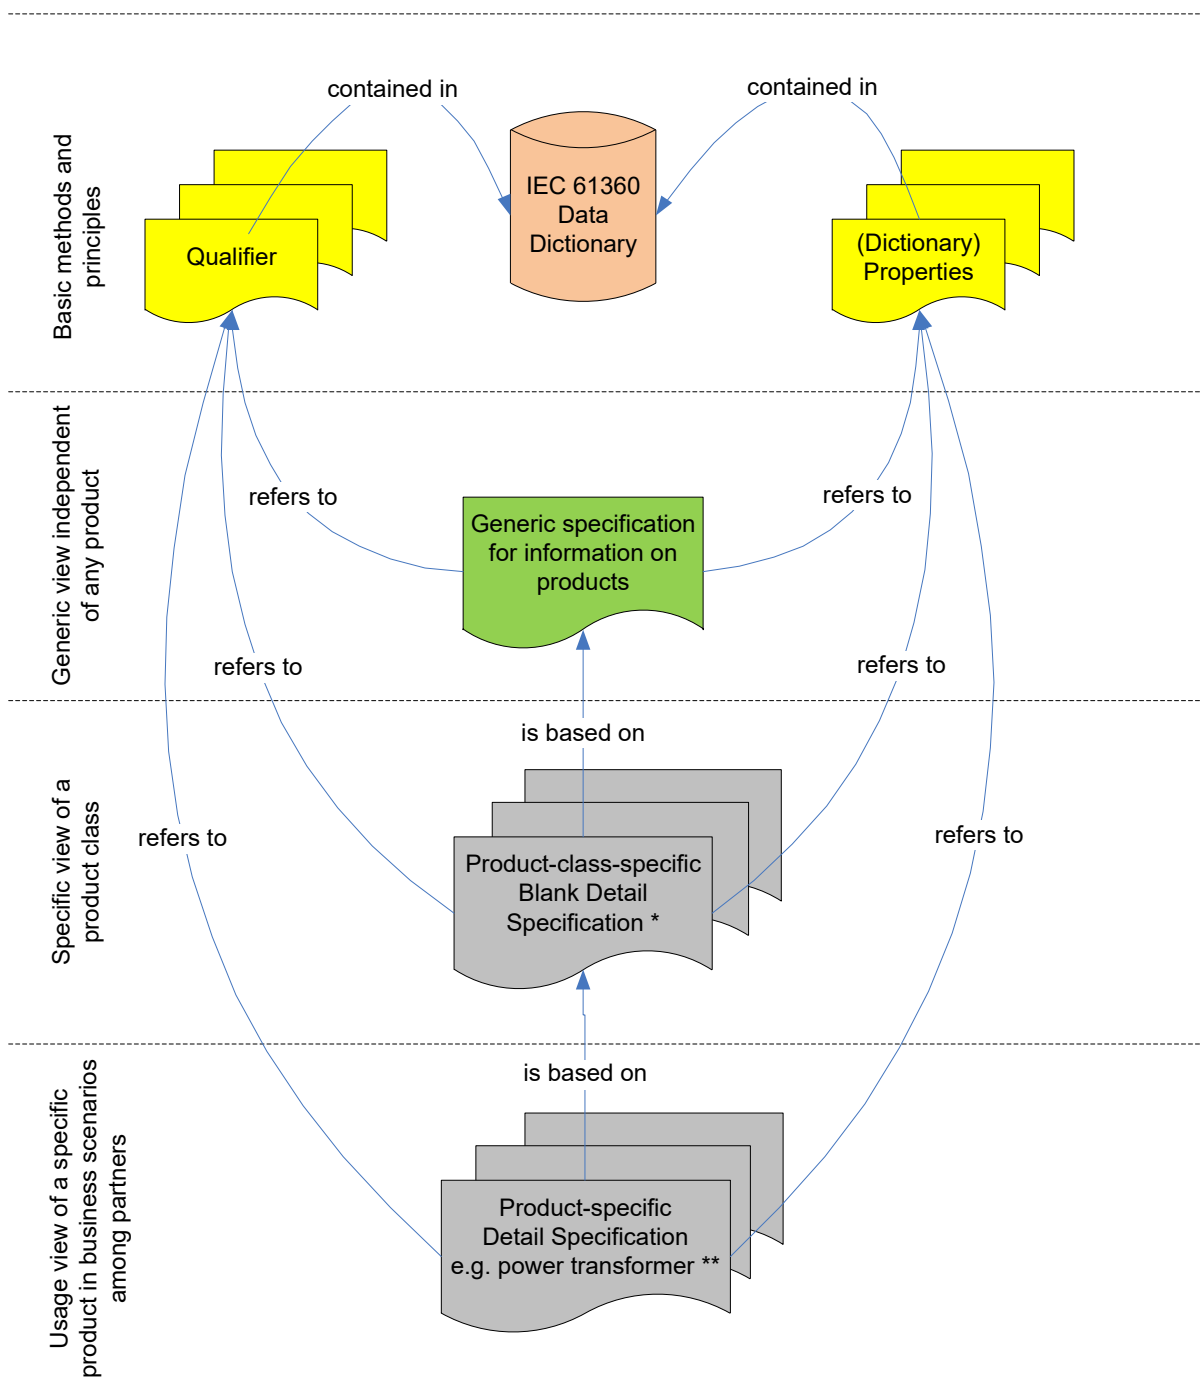 contained in
contained in
Basic methods and
principles
IEC 61360
Data
Dictionary
Qualifier
(Dictionary)
Properties
Generic view independent
of any product
refers to
refers to
Generic specification
for information on
products
refers to
refers to
Specific view of a
product class
is based on
refers to
refers to
Product-class-specific
Blank Detail
Specification *
Usage view of a specific
product in business scenarios
among partners
is based on
Product-specific
Detail Specification
e.g. power transformer **